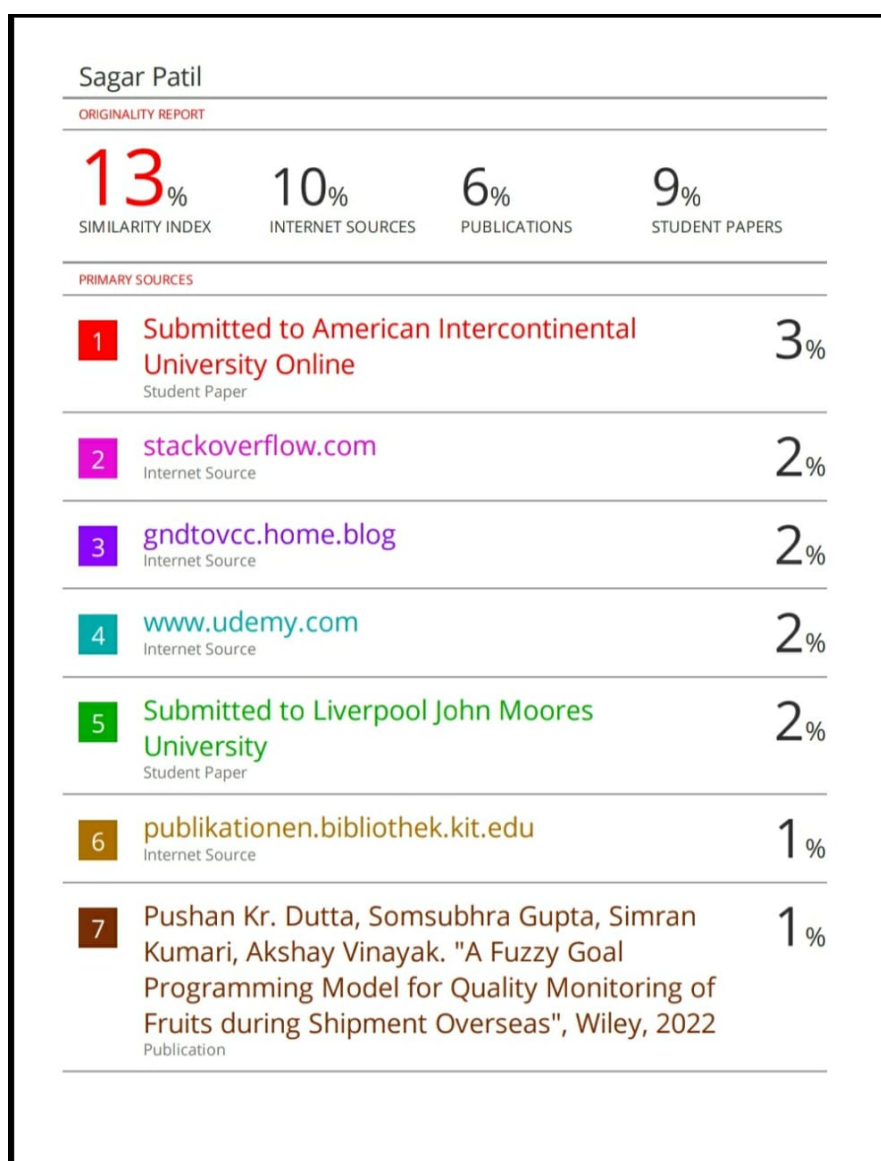 Sagar Patil
ORIGINALITY REPORT
13% 10% 6% 9%
SIMILARITY INDEX INTERNET SOURCES PUBLICATIONS STUDENT PAPERS
PRIMARY SOURCES
1 Submitted to American Intercontinental 3%
University Online
Student Paper
2 stackoverflow.com 2%
Internet Source
3 gndtovcc.home.blog 2%
Internet Source
4 www.udemy.com 2%
Internet Source
5 Submitted to Liverpool John Moores 2%
University
Student Paper
6 publikationen.bibliothek.kit.edu 1%
Internet Source
7 Pushan Kr. Dutta, Somsubhra Gupta, Simran 1%
Kumari, Akshay Vinayak. "A Fuzzy Goal
Programming Model for Quality Monitoring of
Fruits during Shipment Overseas", Wiley, 2022
Publication